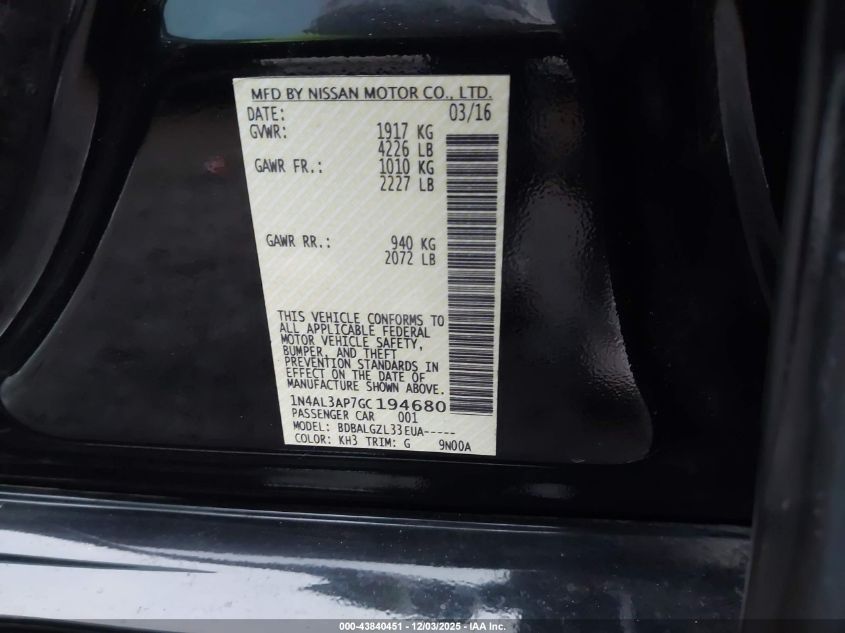 MFD BY NISSAN MOTOR CO., LTD.
DATE: 03/16
GVWR: 1917 KG
4226 LB
GAWR FR.: 1010 KG
2227 LB
GAWR RR.: 940 KG
2072 LB
THIS VEHICLE CONFORMS TO
ALL APPLICABLE FEDERAL
MOTOR VEHICLE SAFETY,
BUMPER, AND THEFT
PREVENTION STANDARDS IN
EFFECT ON THE DATE OF
MANUFACTURE SHOWN ABOVE.
1N4AL3AP7GC194680
PASSENGER CAR 001
MODEL: BDBALGZL33EUA-----
COLOR: KH3 TRIM: G 9N00A
000-43840451 - 12/03/2025 - IAA Inc.